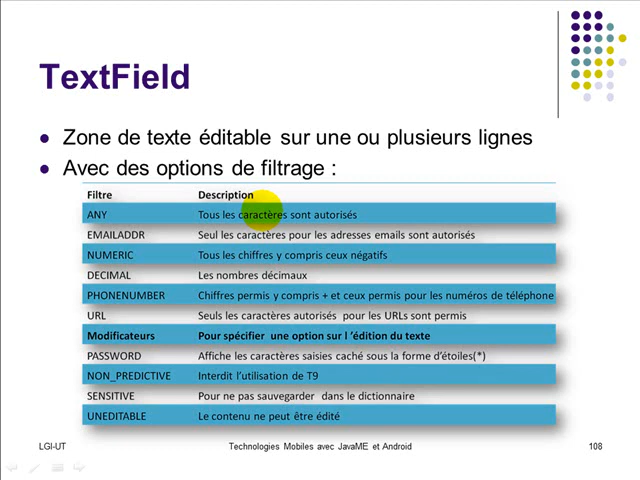 TextField
Zone de texte éditable sur une ou plusieurs lignes
Avec des options de filtrage :
Filtre Description
ANY Tous les caractères sont autorisés
EMAILADDR Seul les caractères pour les adresses emails sont autorisés
NUMERIC Tous les chiffres y compris ceux négatifs
DECIMAL Les nombres décimaux
PHONENUMBER Chiffres permis y compris + et ceux permis pour les numéros de téléphone
URL Seuls les caractères autorisés pour les URLs sont permis
Modificateurs Pour spécifier une option sur l 'édition du texte
PASSWORD Affiche les caractères saisies caché sous la forme d'étoiles(*)
NON_PREDICTIVE Interdit l'utilisation de T9
SENSITIVE Pour ne pas sauvegarder dans le dictionnaire
UNEDITABLE Le contenu ne peut être édité
LGI-UT Technologies Mobiles avec JavaME et Android 108